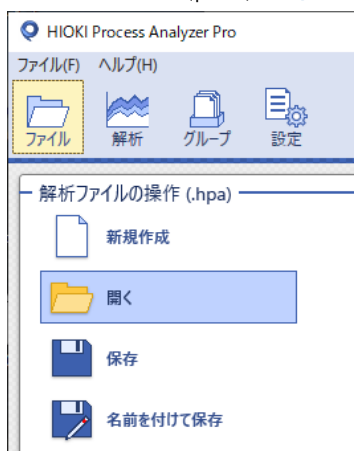 HIOKI Process Analyzer Pro
ファイル(F) ヘルプ(H)
ファイル 解析 グループ 設定
解析ファイルの操作 (.hpa)
新規作成
開く
保存
名前を付けて保存